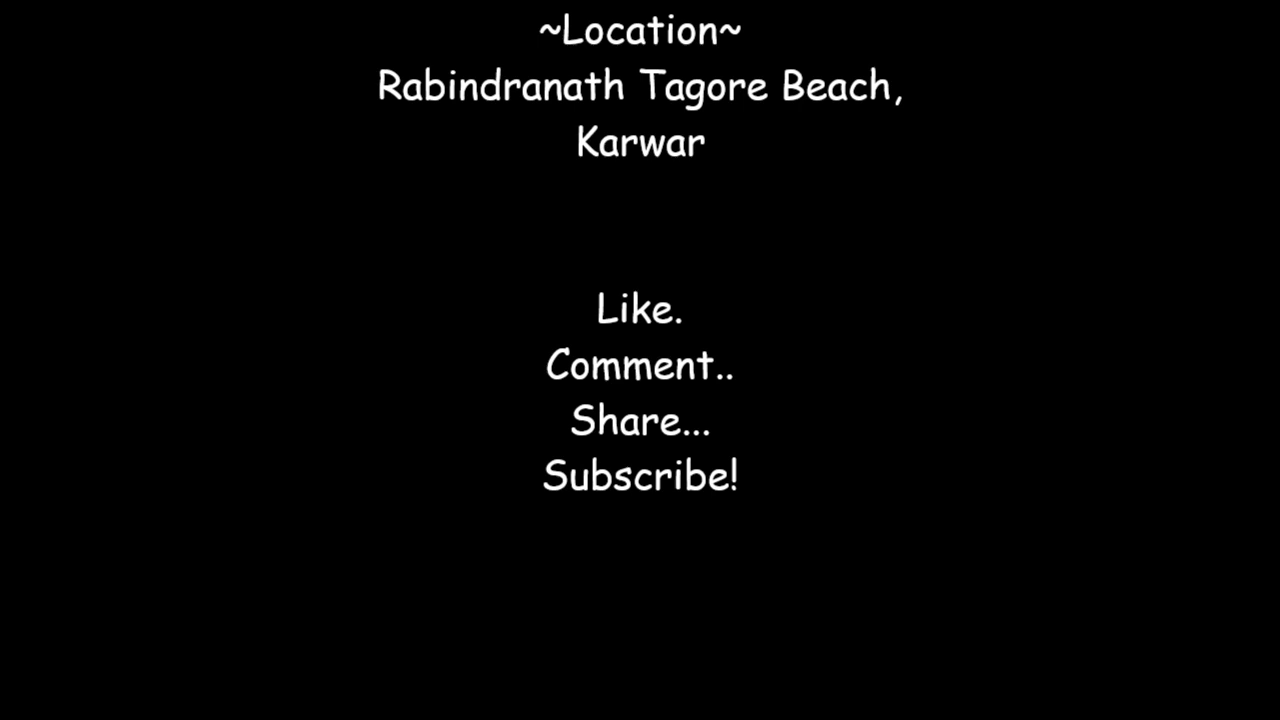 ~Location~
Rabindranath Tagore Beach,
Karwar
Like.
Comment..
Share...
Subscribe!